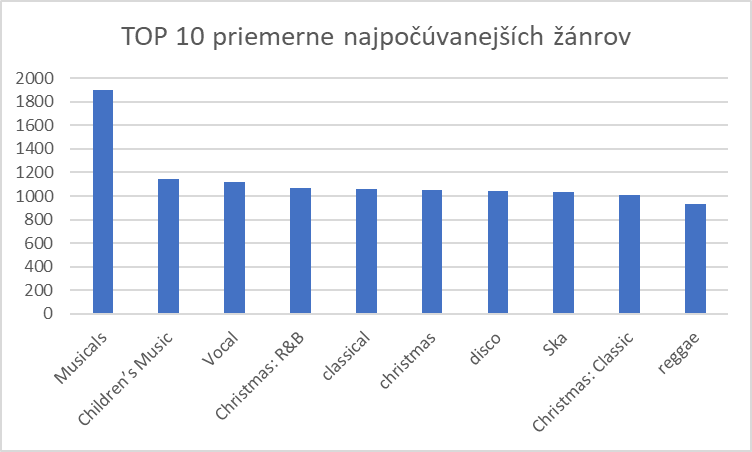 TOP 10 priemerne najpočúvanejších žánrov
2000
1800
1600
1400
1200
1000
800
600
400
200
0
Musicals
Children’s Music
Vocal
Christmas: R&B
classical
christmas
disco
Ska
Christmas: Classic
reggae